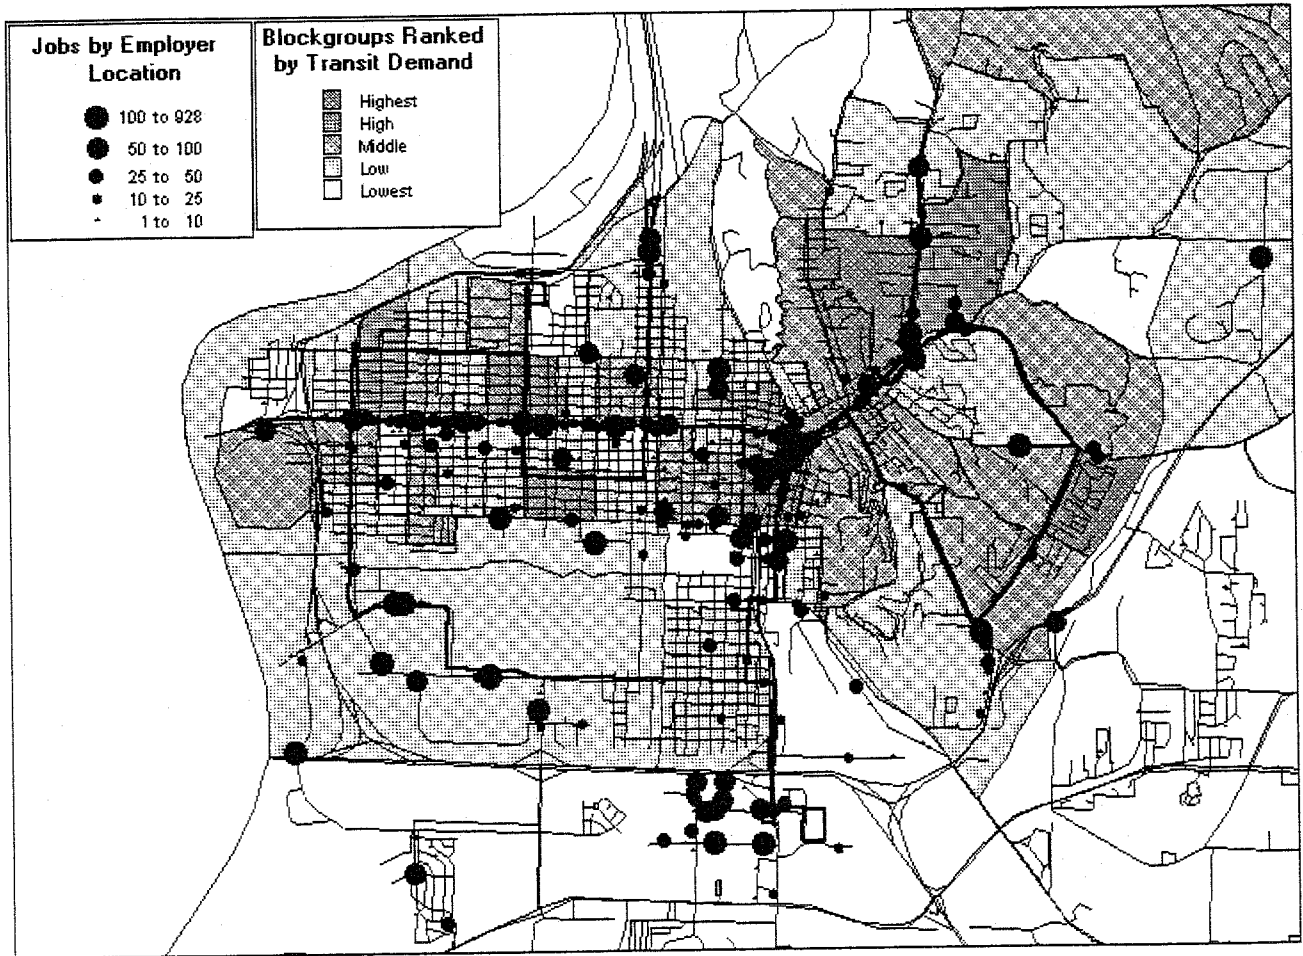 Jobs by Employer
Location
100 to 928
50 to 100
25 to 50
10 to 25
1 to 10
Blockgroups Ranked
by Transit Demand
Highest
High
Middle
Low
Lowest